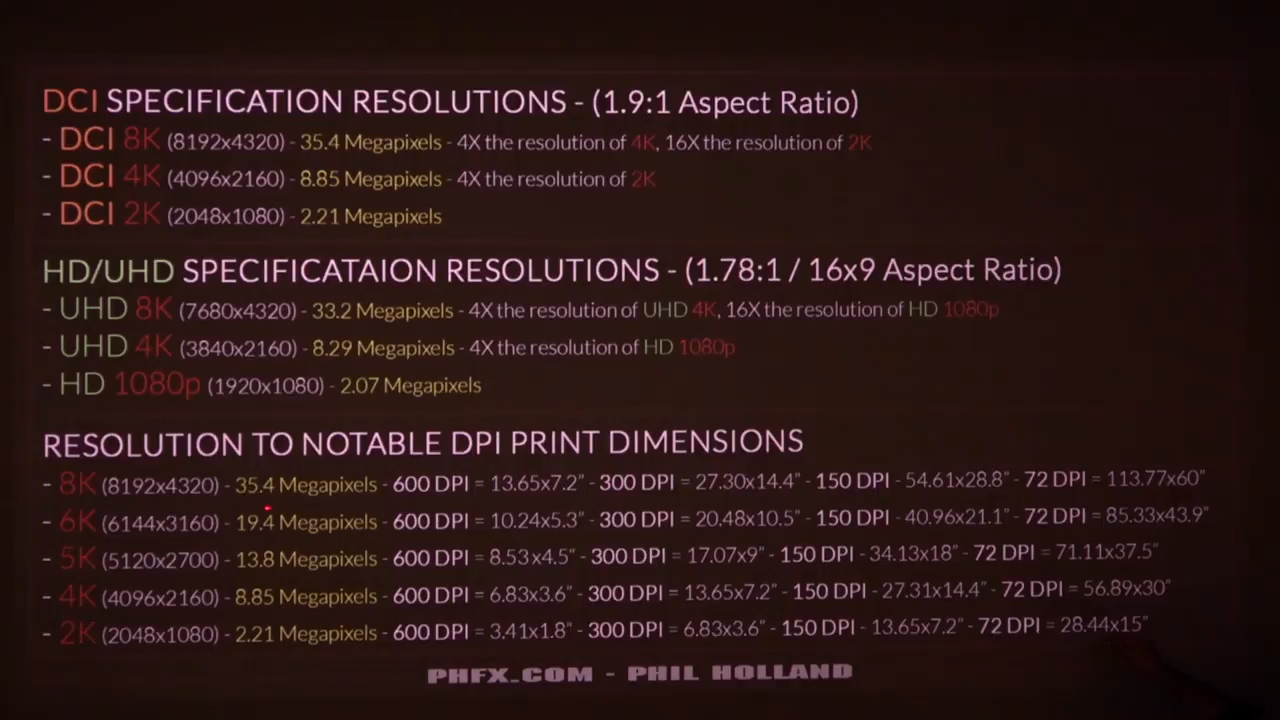 DCI SPECIFICATION RESOLUTIONS - (1.9:1 Aspect Ratio)
- DCI 8K (8192x4320) - 35.4 Megapixels - 4X the resolution of 4K, 16X the resolution of 2K
- DCI 4K (4096x2160) - 8.85 Megapixels - 4X the resolution of 2K
- DCI 2K (2048x1080) - 2.21 Megapixels
HD/UHD SPECIFICATAION RESOLUTIONS - (1.78:1 / 16x9 Aspect Ratio)
- UHD 8K (7680x4320) - 33.2 Megapixels - 4X the resolution of UHD 4K, 16X the resolution of HD 1080p
- UHD 4K (3840x2160) - 8.29 Megapixels - 4X the resolution of HD 1080p
- HD 1080p (1920x1080) - 2.07 Megapixels
RESOLUTION TO NOTABLE DPI PRINT DIMENSIONS
- 8K (8192x4320) - 35.4 Megapixels - 600 DPI = 13.65x7.2" - 300 DPI = 27.30x14.4" - 150 DPI - 54.61x28.8" - 72 DPI = 113.77x60"
- 6K (6144x3160) - 19.4 Megapixels - 600 DPI = 10.24x5.3" - 300 DPI = 20.48x10.5" - 150 DPI - 40.96x21.1" - 72 DPI = 85.33x43.9"
- 5K (5120x2700) - 13.8 Megapixels - 600 DPI = 8.53x4.5" - 300 DPI = 17.07x9" - 150 DPI - 34.13x18" - 72 DPI = 71.11x37.5"
- 4K (4096x2160) - 8.85 Megapixels - 600 DPI = 6.83x3.6" - 300 DPI = 13.65x7.2" - 150 DPI - 27.31x14.4" - 72 DPI = 56.89x30"
- 2K (2048x1080) - 2.21 Megapixels - 600 DPI = 3.41x1.8" - 300 DPI = 6.83x3.6" - 150 DPI - 13.65x7.2" - 72 DPI = 28.44x15"
PHFX.COM - PHIL HOLLAND